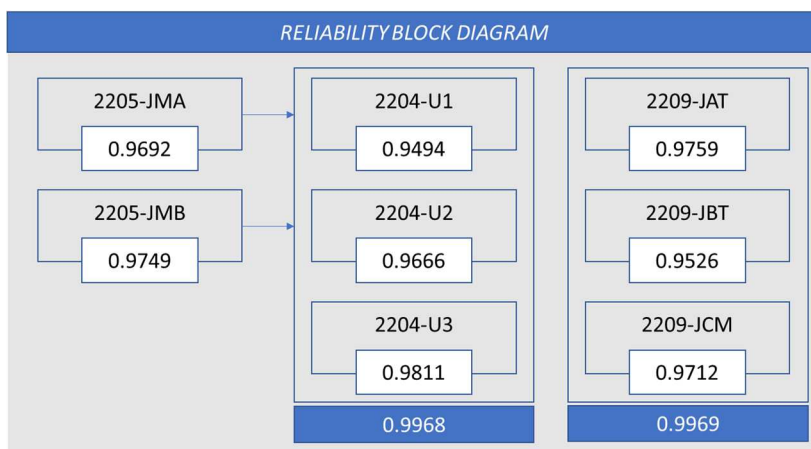 RELIABILITY BLOCK DIAGRAM
2205-JMA
0.9692
2205-JMB
0.9749
2204-U1
0.9494
2204-U2
0.9666
2204-U3
0.9811
0.9968
2209-JAT
0.9759
2209-JBT
0.9526
2209-JCM
0.9712
0.9969